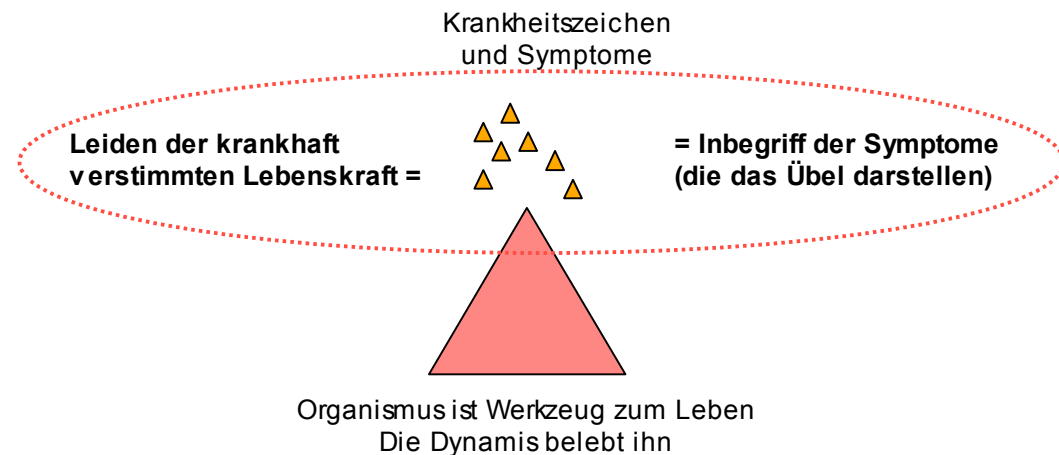 Krankheitszeichen
und Symptome
Leiden der krankhaft
verstimmten Lebenskraft =
= Inbegriff der Symptome
(die das Übel darstellen)
Organismus ist Werkzeug zum Leben
Die Dynamis belebt ihn